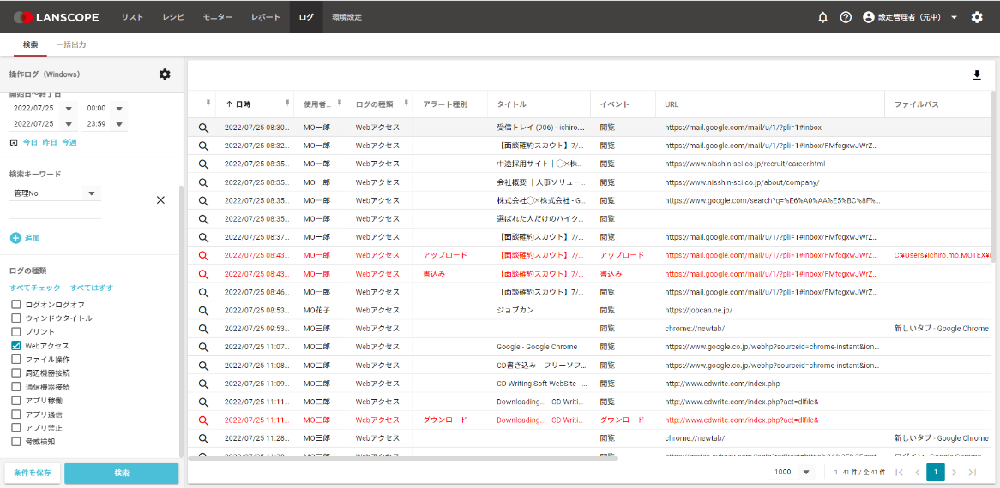 LANSCOPE リスト レシピ モニター レポート ログ 環境設定 設定管理者（元中）
検索 一括出力
操作ログ（Windows）
開始日～終了日
2022/07/25 00:00
2022/07/25 23:59
今日 昨日 今週
検索キーワード
管理No.
追加
ログの種類
すべてチェック すべてはずす
ログオンログオフ
ウィンドウタイトル
プリント
Webアクセス
ファイル操作
周辺機器接続
通信機器接続
アプリ稼働
アプリ通信
アプリ禁止
脅威検知
条件を保存 検索
日時 使用者... ログの種類 アラート種別 タイトル イベント URL ファイルパス
2022/07/25 08:30... MO一郎 Webアクセス 受信トレイ (906) - ichiro.... 閲覧 https://mail.google.com/mail/u/1/?pli=1#inbox
2022/07/25 08:32... MO一郎 Webアクセス 【面談確約スカウト】7/... 閲覧 https://mail.google.com/mail/u/1/?pli=1#inbox/FMfcgxwJWrZ...
2022/07/25 08:35... MO一郎 Webアクセス 中途採用サイト｜〇×株... 閲覧 https://www.nisshin-sci.co.jp/recruit/career.html
2022/07/25 08:35... MO一郎 Webアクセス 会社概要 ｜人事ソリュー... 閲覧 https://www.nisshin-sci.co.jp/about/company/
2022/07/25 08:35... MO一郎 Webアクセス 株式会社〇×株式会社 - G... 閲覧 https://www.google.com/search?q=%E6%A0%AA%E5%BC%8F%...
2022/07/25 08:35... MO一郎 Webアクセス 選ばれた人だけのハイク... 閲覧
2022/07/25 08:37... MO一郎 Webアクセス 【面談確約スカウト】7/... 閲覧 https://mail.google.com/mail/u/1/?pli=1#inbox/FMfcgxwJWrZ...
2022/07/25 08:43... MO一郎 Webアクセス アップロード 【面談確約スカウト】7/... アップロード https://mail.google.com/mail/u/1/?pli=1#inbox/FMfcgxwJWrZ... C:¥Users¥ichiro.mo.MOTEX¥D
2022/07/25 08:43... MO一郎 Webアクセス 書込み 【面談確約スカウト】7/... 書込み https://mail.google.com/mail/u/1/?pli=1#inbox/FMfcgxwJWrZ...
2022/07/25 08:46... MO一郎 Webアクセス 【面談確約スカウト】7/... 閲覧 https://mail.google.com/mail/u/1/?pli=1#inbox/FMfcgxwJWrZ...
2022/07/25 08:53... MO花子 Webアクセス ジョブカン 閲覧 https://jobcan.ne.jp/
2022/07/25 09:53... MO三郎 Webアクセス 閲覧 chrome://newtab/ 新しいタブ - Google Chrome
2022/07/25 11:07... MO二郎 Webアクセス Google - Google Chrome 閲覧 https://www.google.co.jp/webhp?sourceid=chrome-instant&ion...
2022/07/25 11:08... MO二郎 Webアクセス CD書き込み フリーソフ... 閲覧 https://www.google.co.jp/webhp?sourceid=chrome-instant&ion...
2022/07/25 11:09... MO二郎 Webアクセス CD Writing Soft WebSite - ... 閲覧 http://www.cdwrite.com/index.php
2022/07/25 11:11... MO二郎 Webアクセス Downloading... - CD Writi... 閲覧 http://www.cdwrite.com/index.php?act=dlfile&
2022/07/25 11:11... MO二郎 Webアクセス ダウンロード Downloading... - CD Writi... ダウンロード http://www.cdwrite.com/index.php?act=dlfile&
2022/07/25 11:28... MO三郎 Webアクセス 閲覧 chrome://newtab/ 新しいタブ - Google Chrome
1000 1 - 41 件 / 全 41 件 1